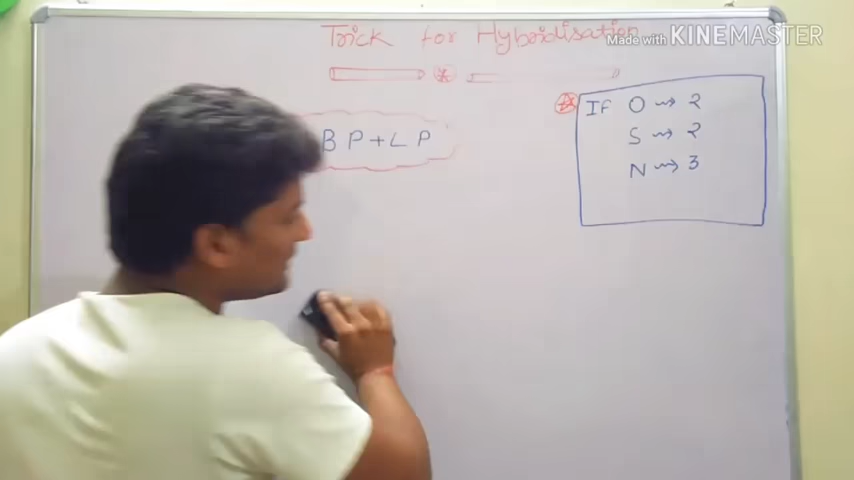 Trick for Hybridisation
Made with KINEMASTER
BP+LP
If O → 2
S → 2
N → 3